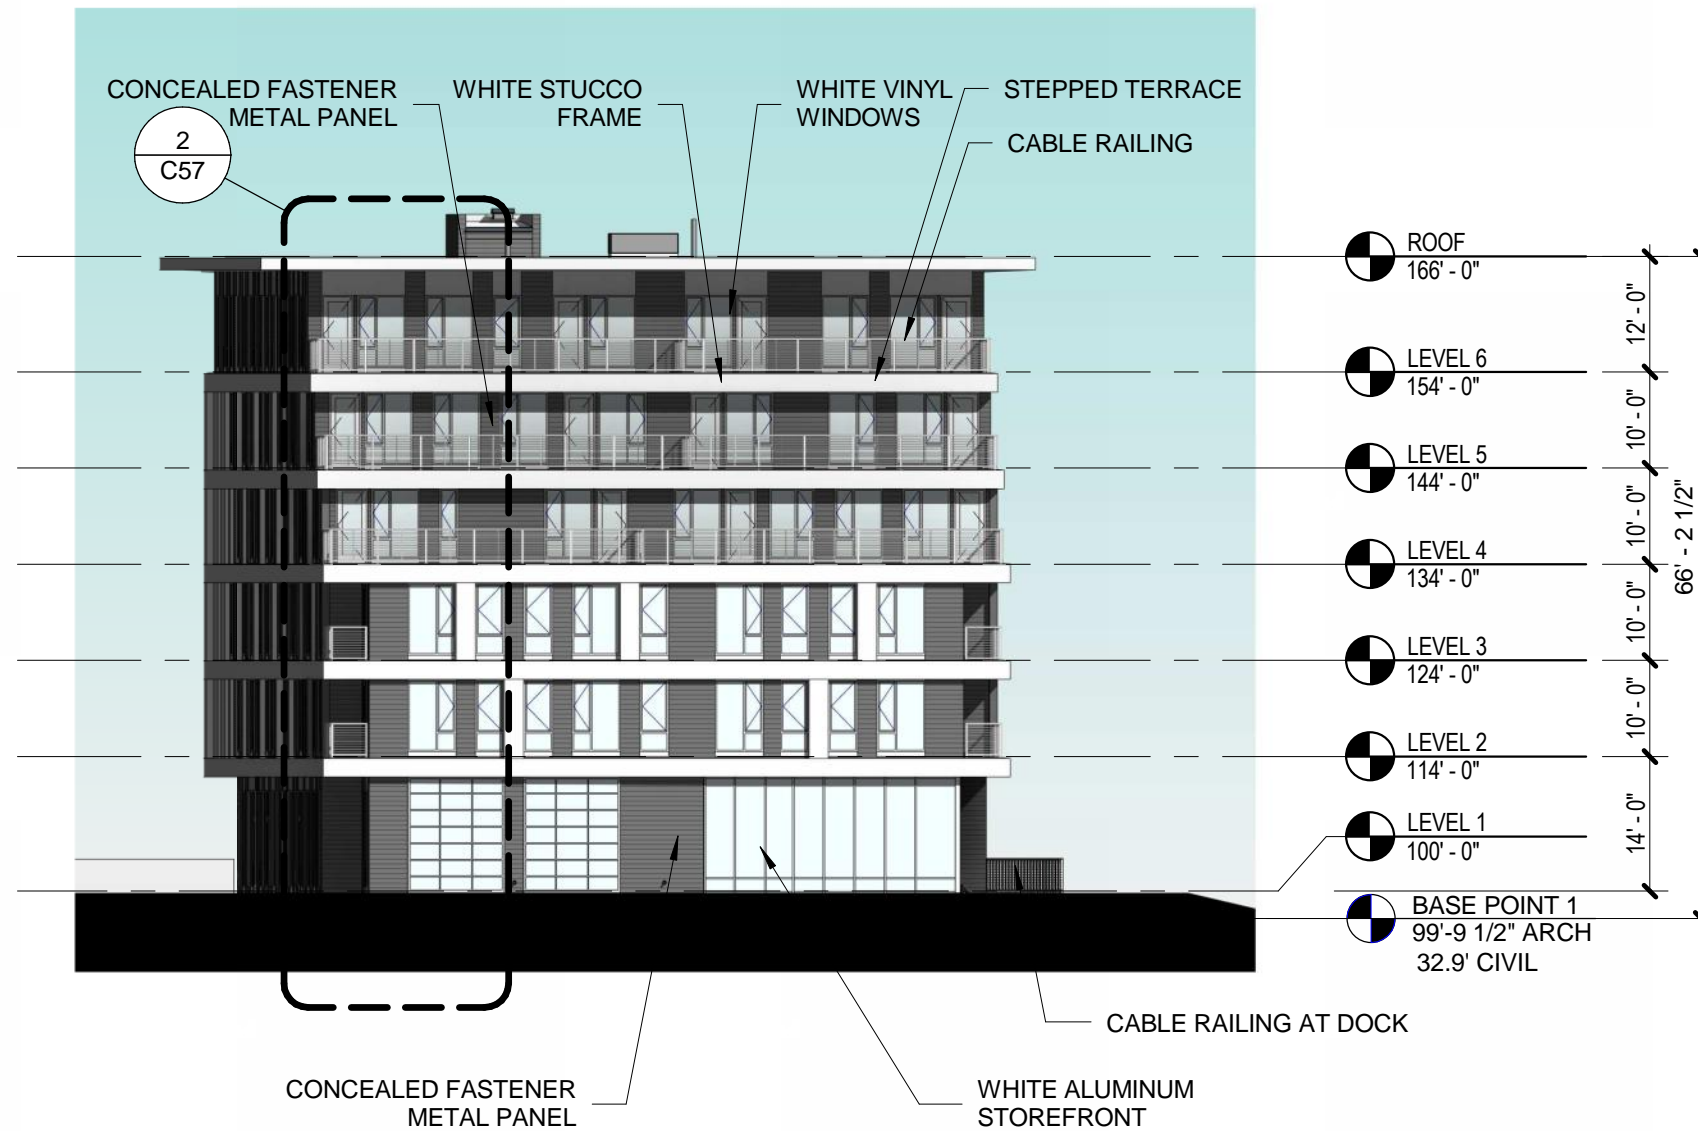 CONCEALED FASTENER
METAL PANEL
WHITE STUCCO
FRAME
WHITE VINYL
WINDOWS
STEPPED TERRACE
CABLE RAILING
2
C57
ROOF
166' - 0"
12' - 0"
LEVEL 6
154' - 0"
10' - 0"
LEVEL 5
144' - 0"
10' - 0"
66' - 2 1/2"
LEVEL 4
134' - 0"
10' - 0"
LEVEL 3
124' - 0"
10' - 0"
LEVEL 2
114' - 0"
14' - 0"
LEVEL 1
100' - 0"
BASE POINT 1
99'-9 1/2" ARCH
32.9' CIVIL
CABLE RAILING AT DOCK
CONCEALED FASTENER
METAL PANEL
WHITE ALUMINUM
STOREFRONT